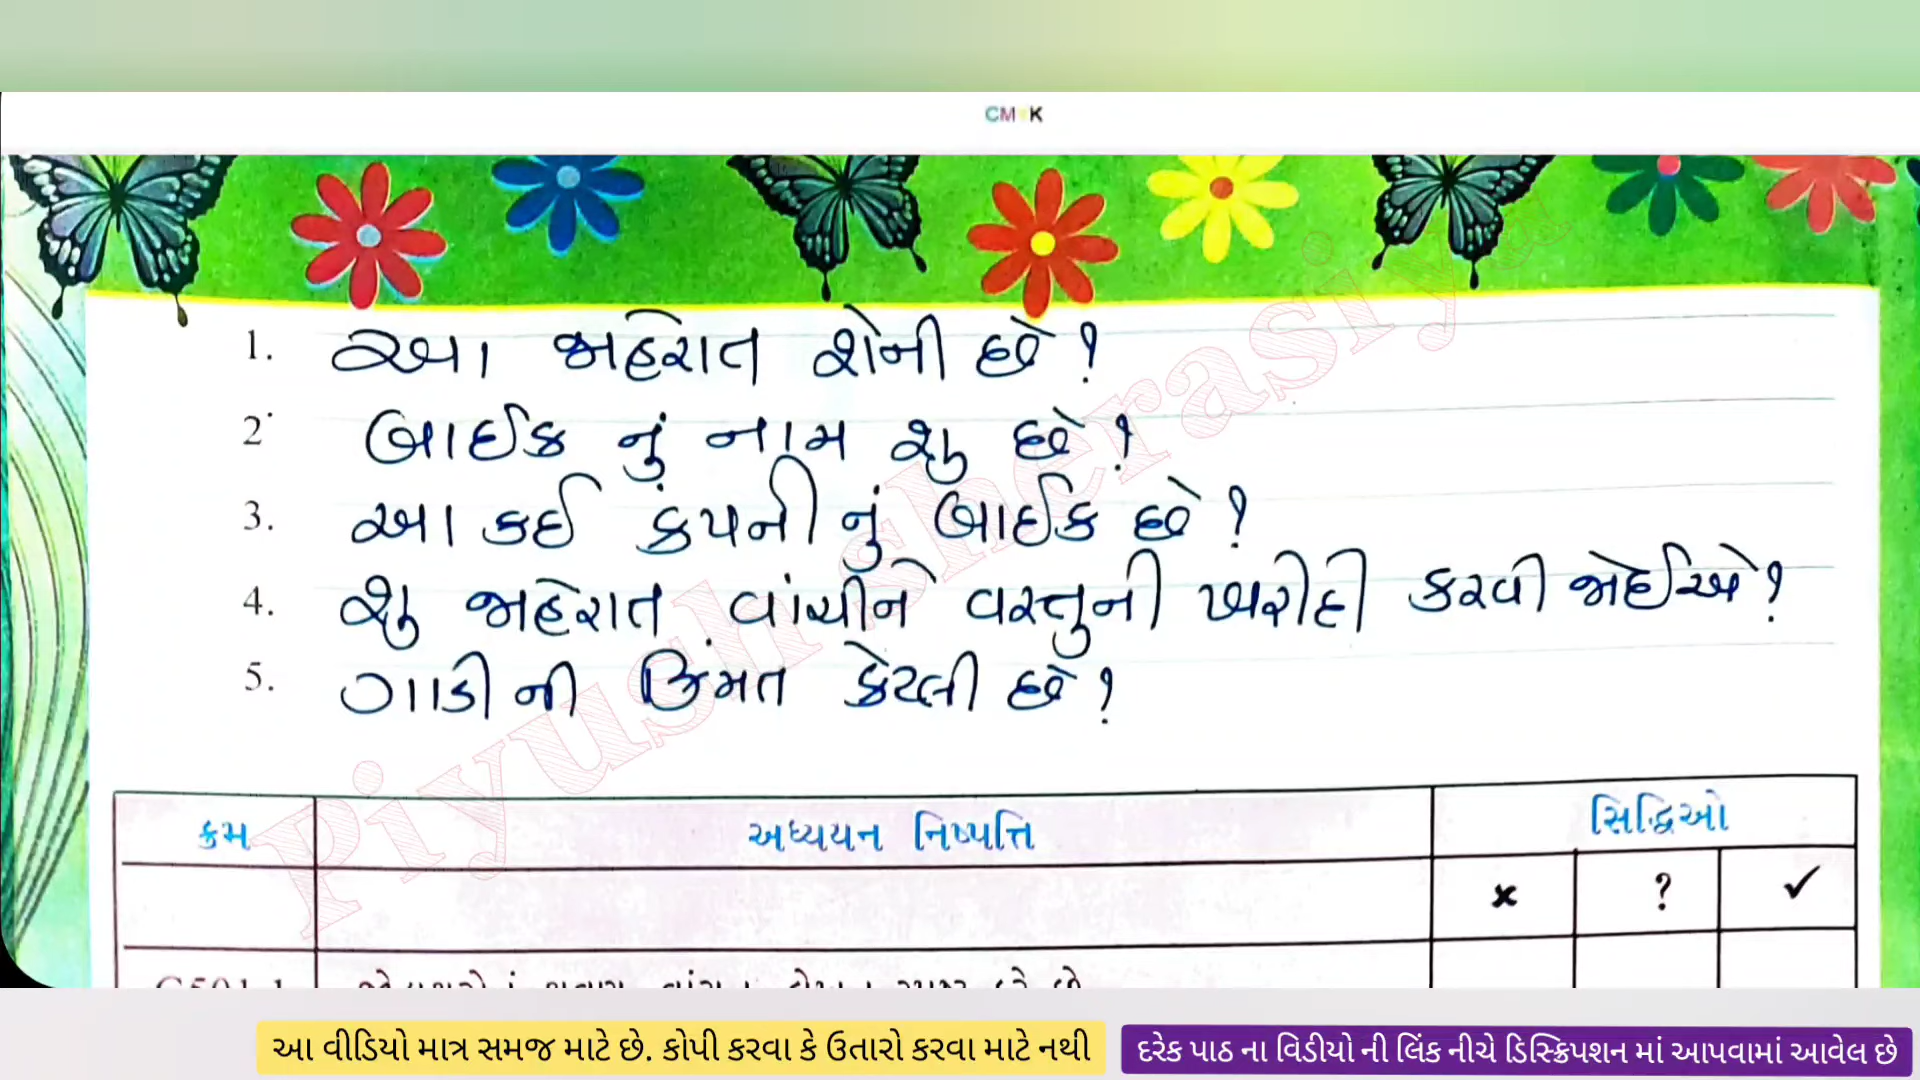 CMYK
1. આ જાહેરાત શેની છે?
2. બાઈક નું નામ શુ છે?
3. આ કઈ કંપની નું બાઈક છે?
4. શુ જાહેરાત વાંચીને વસ્તુની ખરીદી કરવી જોઈએ?
5. ગાડી ની કિંમત કેટલી છે?
Piyush sherasiya
ક્રમ અધ્યયન નિષ્પત્તિ સિદ્ધિઓ
× ? ✓
આ વીડિયો માત્ર સમજ માટે છે. કોપી કરવા કે ઉતારો કરવા માટે નથી
દરેક પાઠ ના વિડીયો ની લિંક નીચે ડિસ્ક્રિપશન માં આપવામાં આવેલ છે